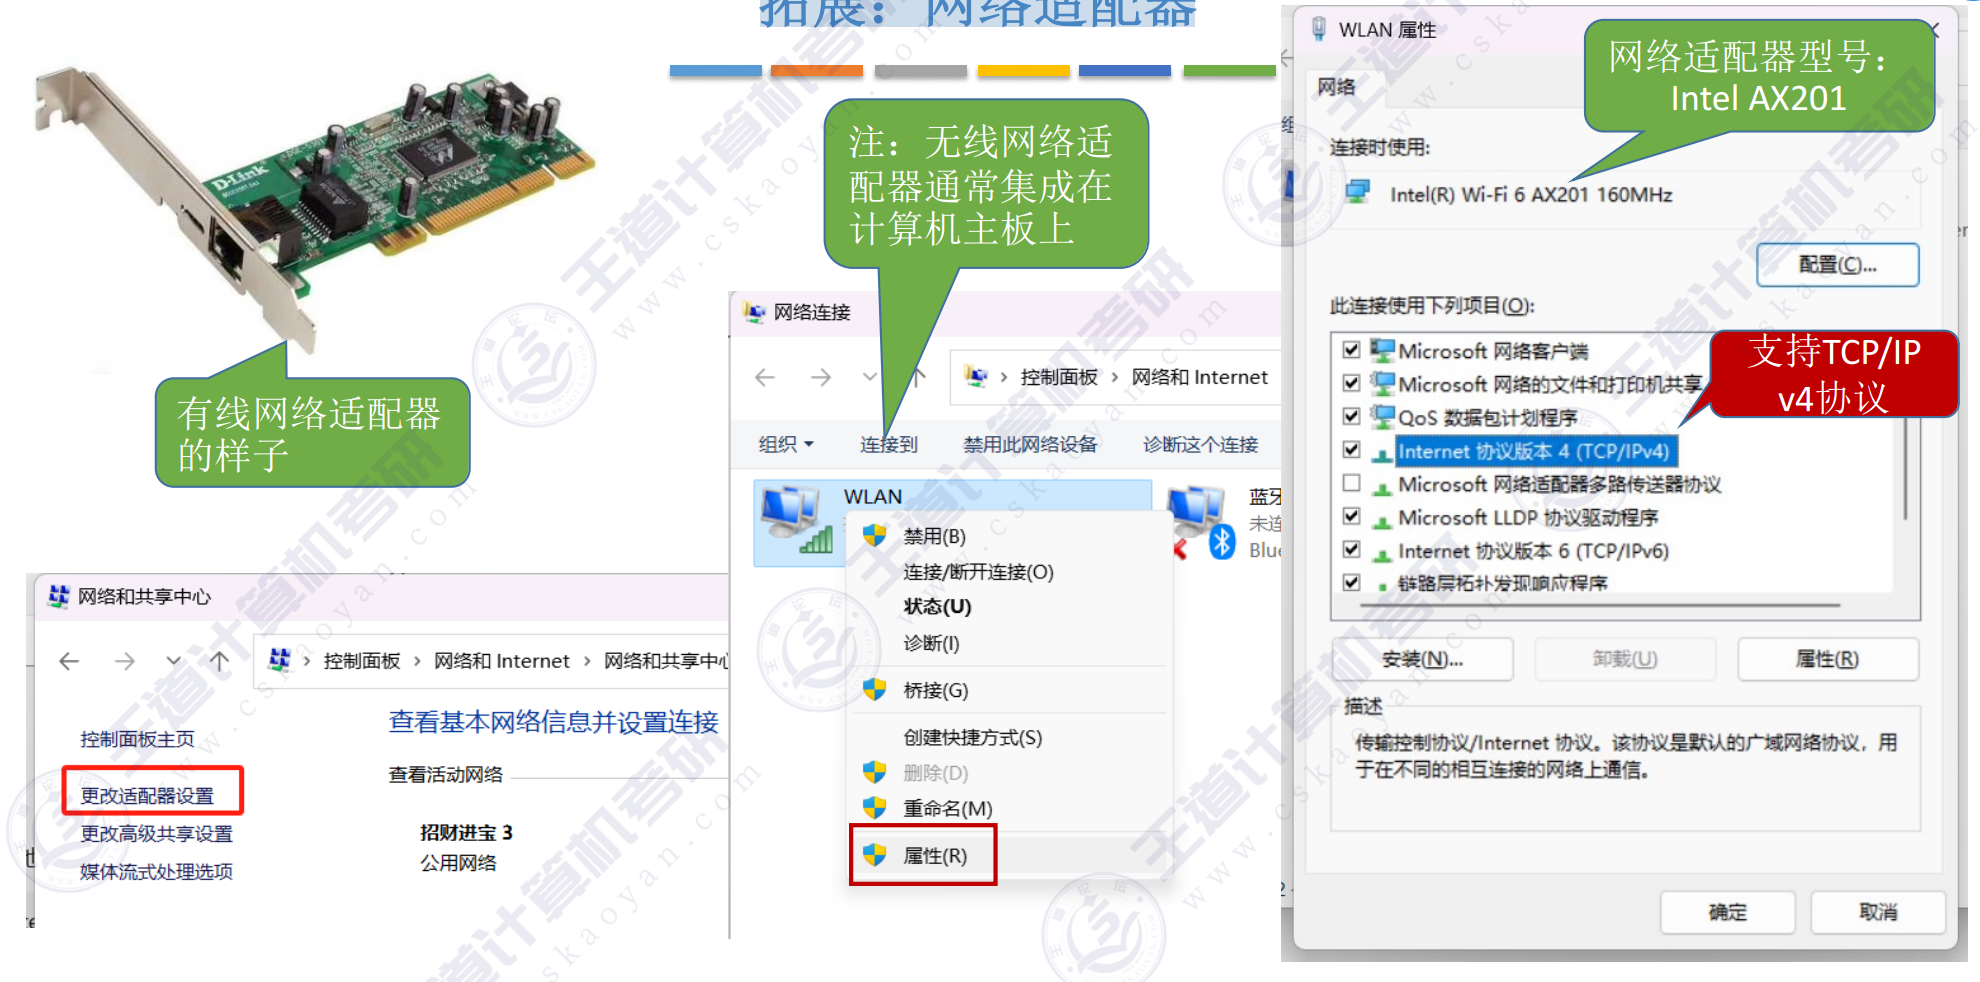 拓展：网络适配器
D-Link
有线网络适配器
的样子
注：无线网络适
配器通常集成在
计算机主板上
网络适配器型号：
Intel AX201
支持TCP/IP
v4协议
网络和共享中心
控制面板 › 网络和 Internet › 网络和共享中心
控制面板主页
更改适配器设置
更改高级共享设置
媒体流式处理选项
查看基本网络信息并设置连接
查看活动网络
招财进宝 3
公用网络
网络连接
控制面板 › 网络和 Internet
组织 连接到 禁用此网络设备 诊断这个连接
WLAN
蓝牙
未连
Blue
禁用(B)
连接/断开连接(O)
状态(U)
诊断(I)
桥接(G)
创建快捷方式(S)
删除(D)
重命名(M)
属性(R)
WLAN 属性
网络
连接时使用:
Intel(R) Wi-Fi 6 AX201 160MHz
配置(C)...
此连接使用下列项目(O):
Microsoft 网络客户端
Microsoft 网络的文件和打印机共享
QoS 数据包计划程序
Internet 协议版本 4 (TCP/IPv4)
Microsoft 网络适配器多路传送器协议
Microsoft LLDP 协议驱动程序
Internet 协议版本 6 (TCP/IPv6)
链路层拓扑发现响应程序
安装(N)... 卸载(U) 属性(R)
描述
传输控制协议/Internet 协议。该协议是默认的广域网络协议，用
于在不同的相互连接的网络上通信。
确定 取消
王道计算机考研
www.cskaoyan.com